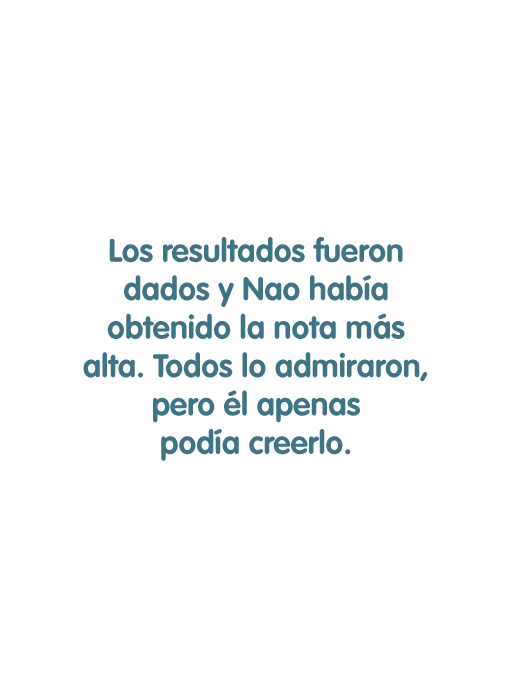 Los resultados fueron
dados y Nao había
obtenido la nota más
alta. Todos lo admiraron,
pero él apenas
podía creerlo.